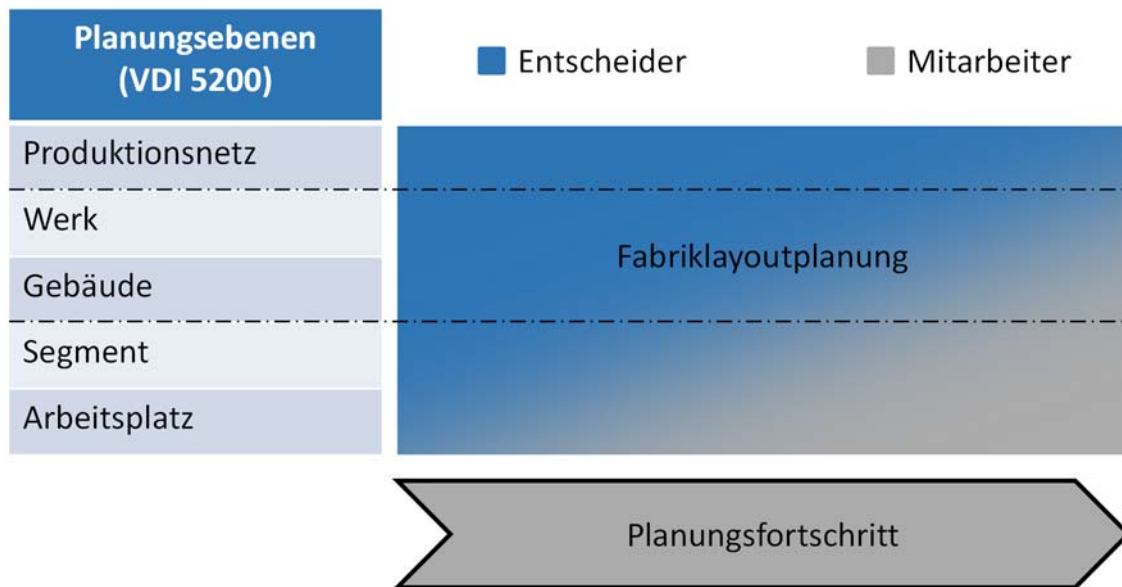 Planungsebenen
(VDI 5200)
Entscheider
Mitarbeiter
Produktionsnetz
Werk
Gebäude
Segment
Arbeitsplatz
Fabriklayoutplanung
Planungsfortschritt